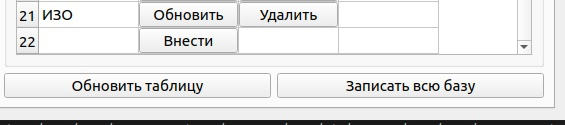 21 ИЗО Обновить Удалить
22 Внести
Обновить таблицу Записать всю базу